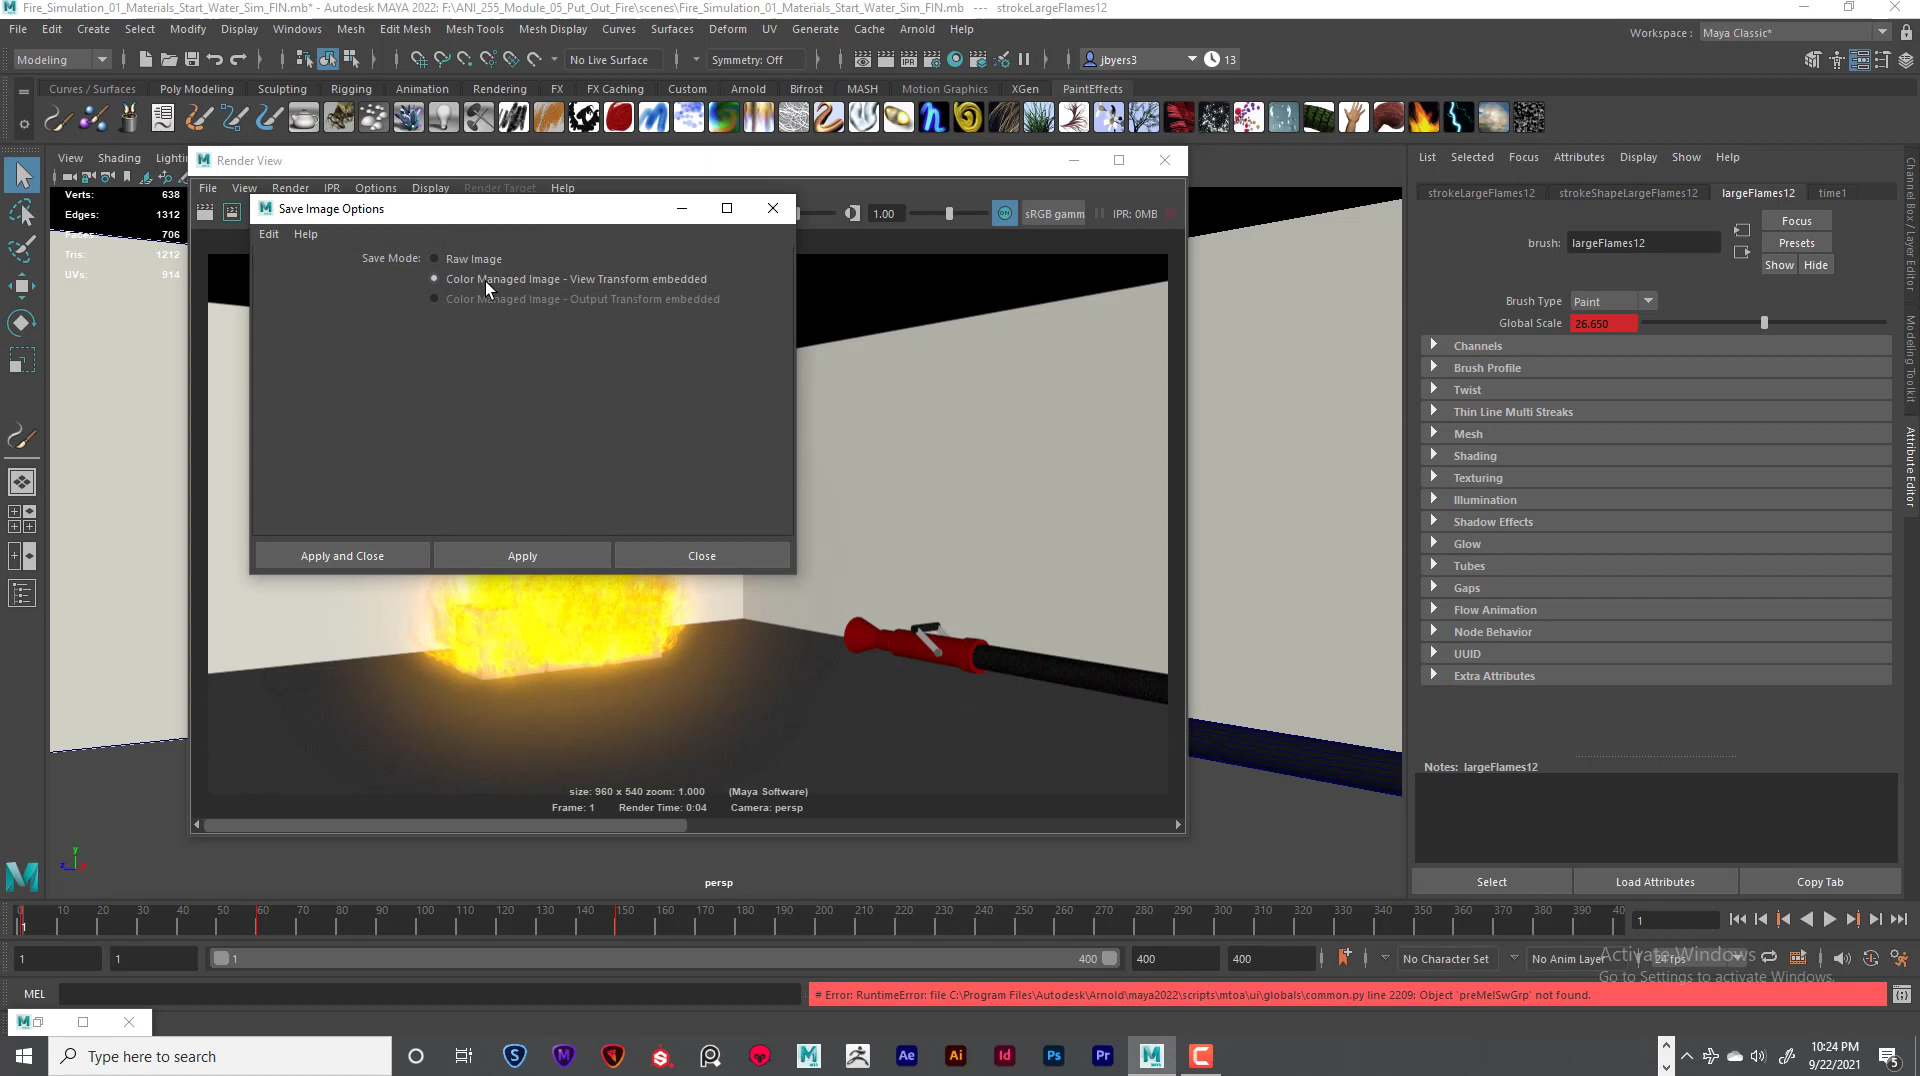 Fire_Simulation_01_Materials_Start_Water_Sim_FIN.mb* - Autodesk MAYA 2022: F:\ANI_255_Module_05_Put_Out_Fire\scenes\Fire_Simulation_01_Materials_Start_Water_Sim_FIN.mb --- strokeLargeFlames12
File Edit Create Select Modify Display Windows Mesh Edit Mesh Mesh Tools Mesh Display Curves Surfaces Deform UV Generate Cache Arnold Help
Workspace : Maya Classic*
Modeling No Live Surface Symmetry: Off jbyers3 13
Curves / Surfaces Poly Modeling Sculpting Rigging Animation Rendering FX FX Caching Custom Arnold Bifrost MASH Motion Graphics XGen PaintEffects
View Shading
Render View
List Selected Focus Attributes Display Show Help
File View Render IPR Options Display Render Target Help
strokeLargeFlames12 strokeShapeLargeFlames12 largeFlames12 time1
Verts: 638
Edges: 1312
Faces: 706
Tris: 1212
UVs: 914
Save Image Options
1.00 sRGB gamm IPR: 0MB
Edit Help
Save Mode: Raw Image
Color Managed Image - View Transform embedded
Color Managed Image - Output Transform embedded
Apply and Close Apply Close
Focus
brush: largeFlames12 Presets
Show Hide
Brush Type Paint
Global Scale 26.650
Channels
Brush Profile
Twist
Thin Line Multi Streaks
Mesh
Shading
Texturing
Illumination
Shadow Effects
Glow
Tubes
Gaps
Flow Animation
Node Behavior
UUID
Extra Attributes
Notes: largeFlames12
Select Load Attributes Copy Tab
Channel Box / Layer Editor
Modeling Toolkit
Attribute Editor
size: 960 x 540 zoom: 1.000 (Maya Software)
Frame: 1 Render Time: 0:04 Camera: persp
y
z x
persp
0 10 20 30 40 50 60 70 80 90 100 110 120 130 140 150 160 170 180 190 200 210 220 230 240 250 260 270 280 290 300 310 320 330 340 350 360 370 380 390 40
1
1
1 1 1 400 400 400 No Character Set No Anim Layer 24 fps
Activate Windows
Go to Settings to activate Windows.
MEL # Error: RuntimeError: file C:\Program Files\Autodesk\Arnold\maya2022\scripts\mtoa\ui\globals\common.py line 2209: Object 'preMelSwGrp' not found.
Type here to search
Ae Ai Id Ps Pr
10:24 PM
9/22/2021
5